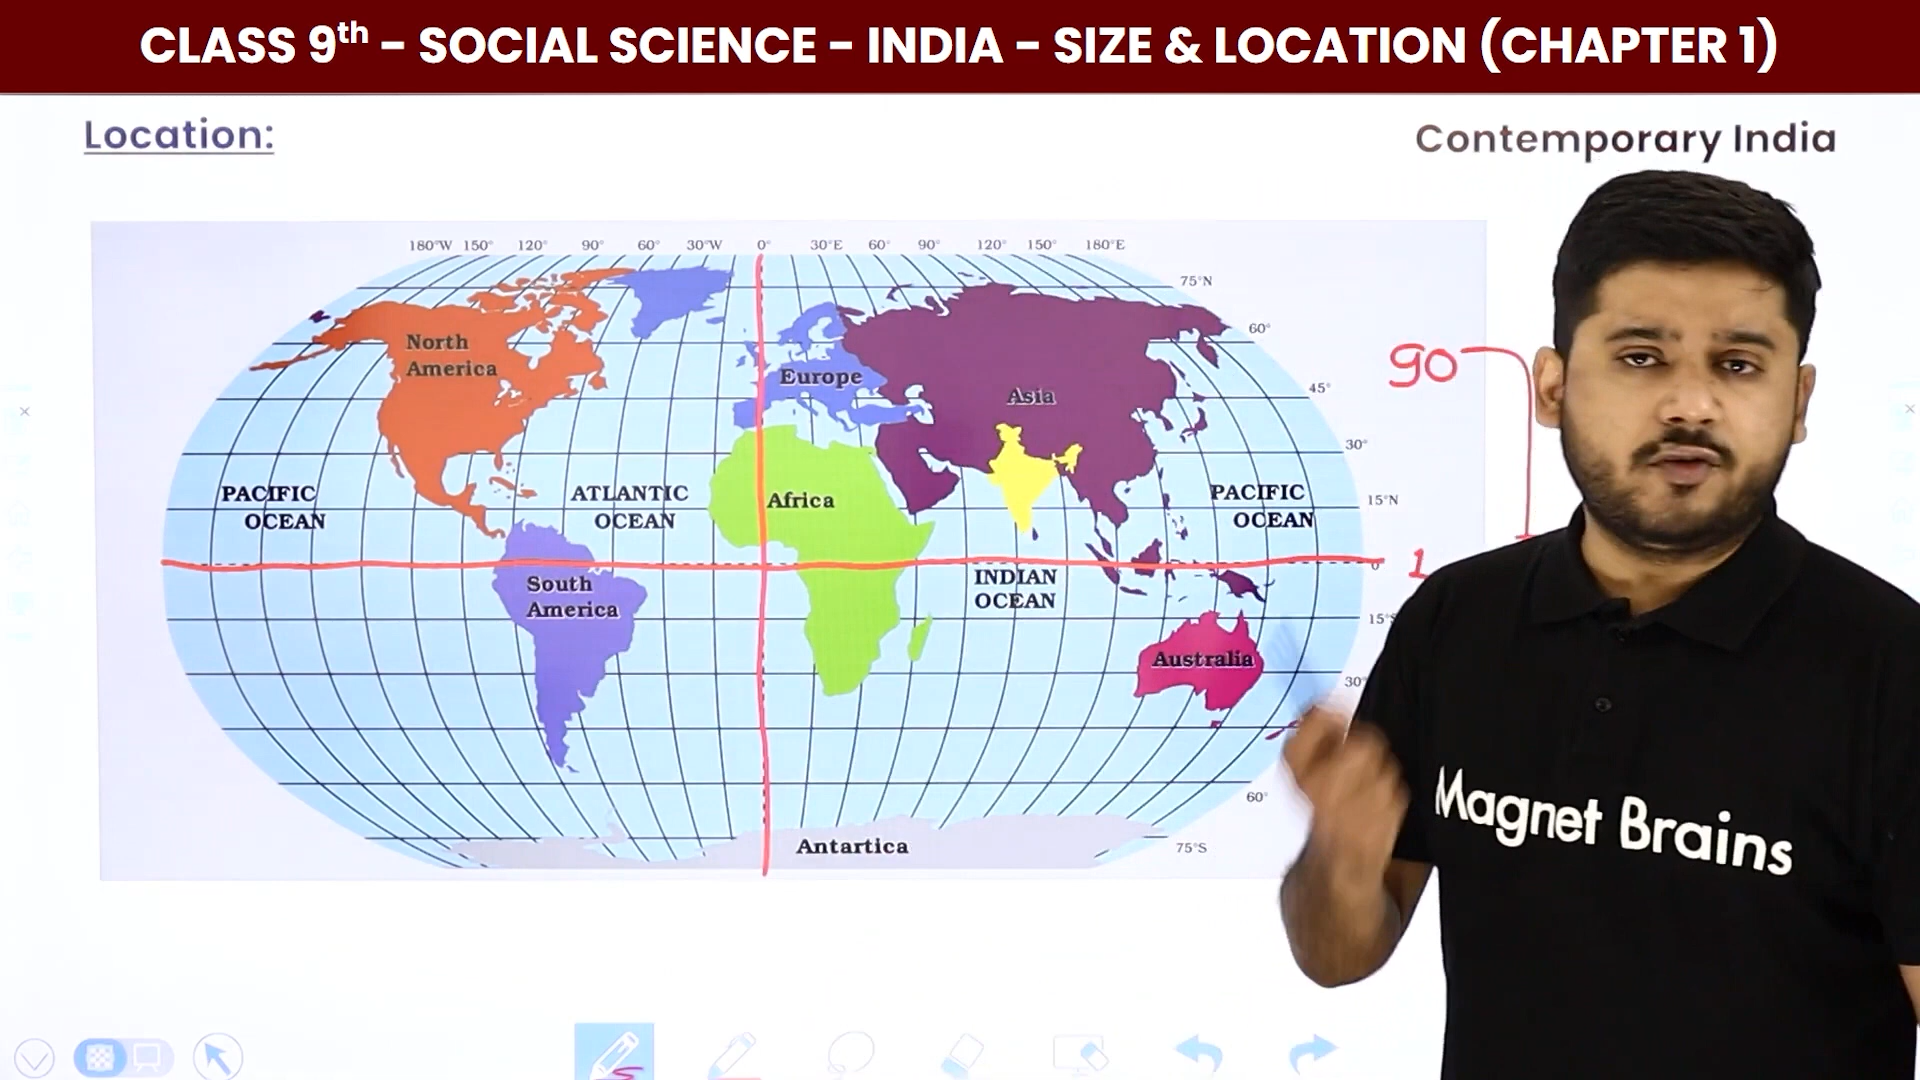 CLASS 9th - SOCIAL SCIENCE - INDIA - SIZE & LOCATION (CHAPTER 1)
Location:
Contemporary India
180°W 150° 120° 90° 60° 30°W 0° 30°E 60° 90° 120° 150° 180°E
75°N
60°
45°
30°
15°N
0°
15°S
30°
60°
75°S
North
America
Europe
Asia
90
PACIFIC
OCEAN
ATLANTIC
OCEAN
Africa
PACIFIC
OCEAN
1
South
America
INDIAN
OCEAN
Australia
Antartica
Magnet Brains